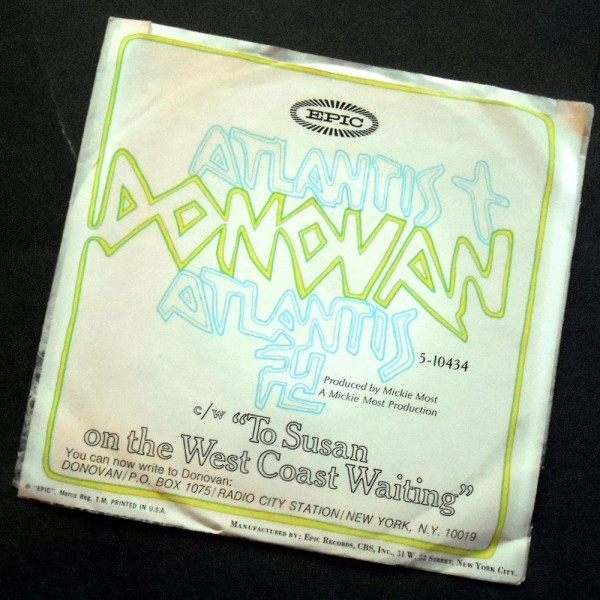 EPIC
ATLANTIS
DONOVAN
ATLANTIS
5-10434
Produced by Mickie Most
A Mickie Most Production
c/w "To Susan
on the West Coast Waiting"
You can now write to Donovan:
DONOVAN/P.O. BOX 1075/RADIO CITY STATION/NEW YORK, N.Y. 10019
"EPIC", Marca Reg. T.M. PRINTED IN U.S.A.
MANUFACTURED BY: EPIC RECORDS, CBS, INC., 51 W. 52 STREET, NEW YORK CITY.